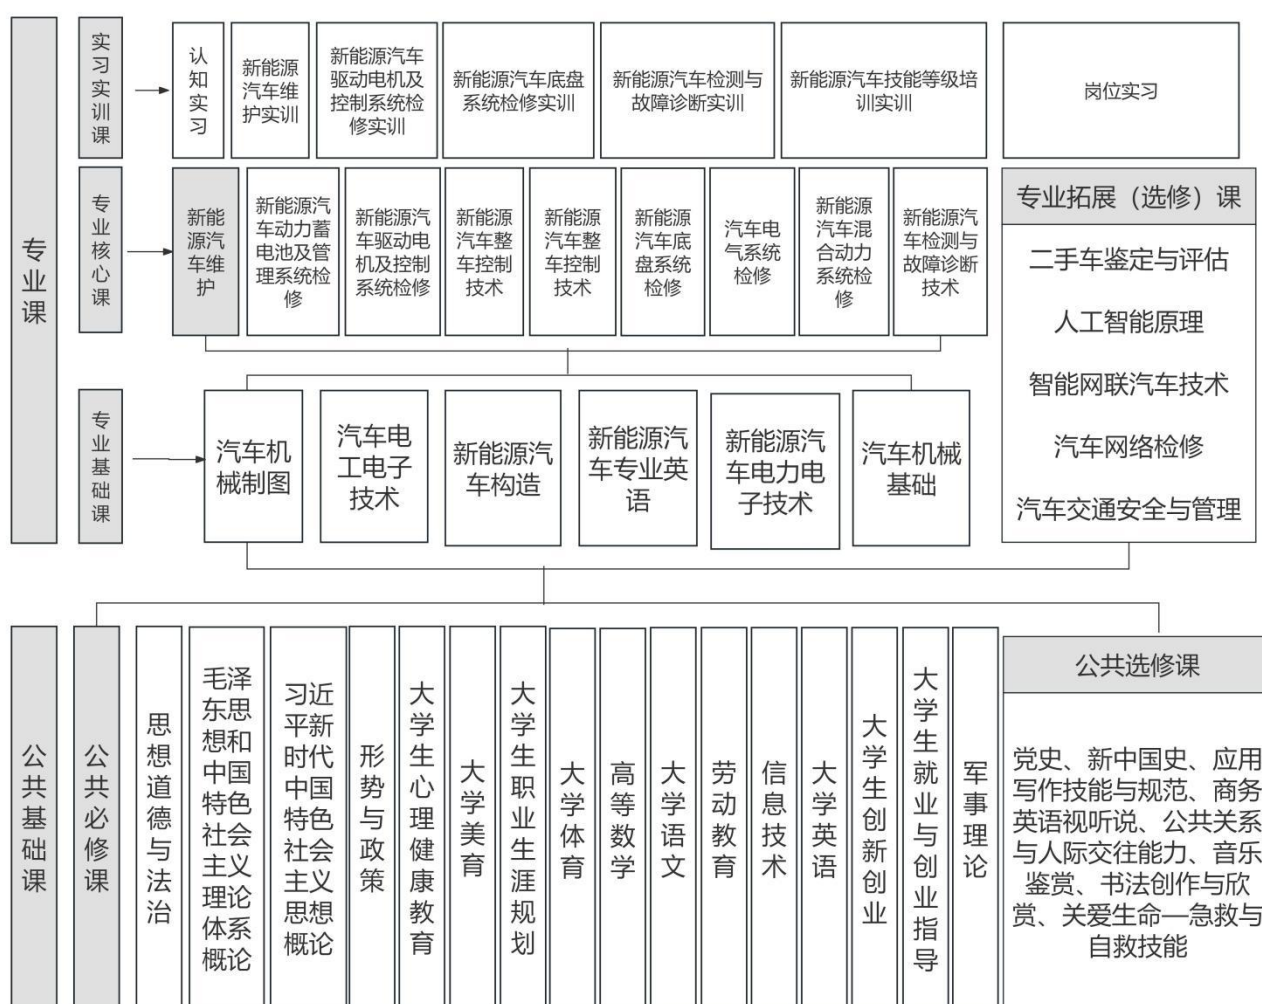 专业课
实习实训课
认知实习
新能源
汽车维
护实训
新能源汽车
驱动电机及
控制系统检
修实训
新能源汽车底盘
系统检修实训
新能源汽车检测与
故障诊断实训
新能源汽车技能等级培
训实训
岗位实习
专业核心课
新能
源汽
车维
护
新能源汽
车动力蓄
电池及管
理系统检
修
新能源汽
车驱动电
机及控制
系统检修
新能源
汽车整
车控制
技术
新能源
汽车整
车控制
技术
新能源
汽车底
盘系统
检修
汽车电
气系统
检修
新能源
汽车混
合动力
系统检
修
新能源汽
车检测与
故障诊断
技术
专业拓展（选修）课
二手车鉴定与评估
人工智能原理
智能网联汽车技术
汽车网络检修
汽车交通安全与管理
专业基础课
汽车机
械制图
汽车电
工电子
技术
新能源汽
车构造
新能源汽
车专业英
语
新能源汽
车电力电
子技术
汽车机械
基础
公共基础课
公共必修课
思想道德与法治
毛泽
东思
想和
中国
特色
社会
主义
理论
体系
概论
习近
平新
时代
中国
特色
社会
主义
思想
概论
形势与政策
大学生心理健康教育
大学美育
大学生职业生涯规划
大学体育
高等数学
大学语文
劳动教育
信息技术
大学英语
大学生创新创业
大学生就业与创业指导
军事理论
公共选修课
党史、新中国史、应用
写作技能与规范、商务
英语视听说、公共关系
与人际交往能力、音乐
鉴赏、书法创作与欣
赏、关爱生命—急救与
自救技能